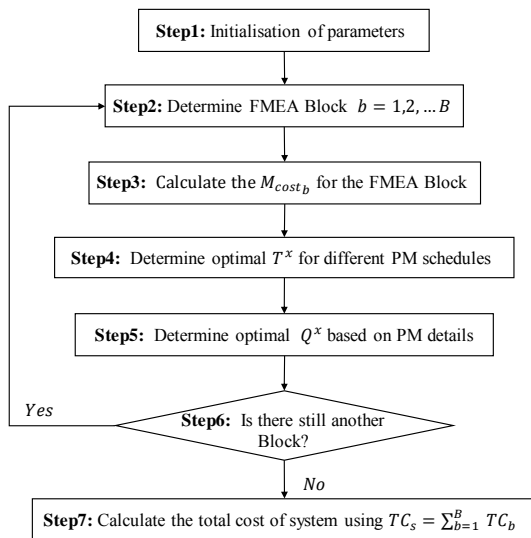 Step1: Initialisation of parameters
Step2: Determine FMEA Block b = 1,2, … B
Step3: Calculate the M_{cost_b} for the FMEA Block
Step4: Determine optimal T^x for different PM schedules
Step5: Determine optimal Q^x based on PM details
Yes
Step6: Is there still another
Block?
No
Step7: Calculate the total cost of system using TC_s = ∑_{b=1}^{B} TC_b